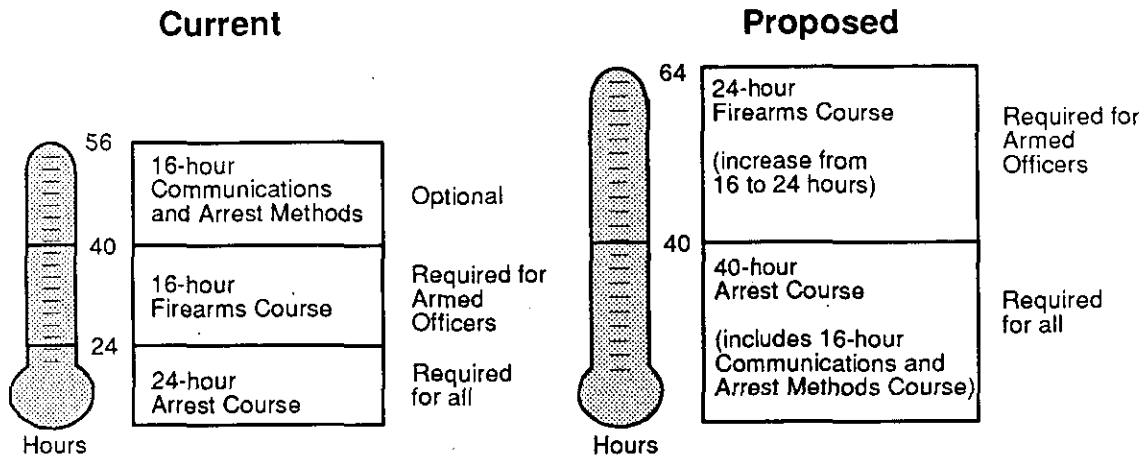 Current
56
16-hour
Communications
and Arrest Methods
Optional
40
16-hour
Firearms Course
Required for
Armed
Officers
24
24-hour
Arrest Course
Required
for all
Hours
Proposed
64
24-hour
Firearms Course
(increase from
16 to 24 hours)
Required for
Armed
Officers
40
40-hour
Arrest Course
(includes 16-hour
Communications and
Arrest Methods Course)
Required
for all
Hours